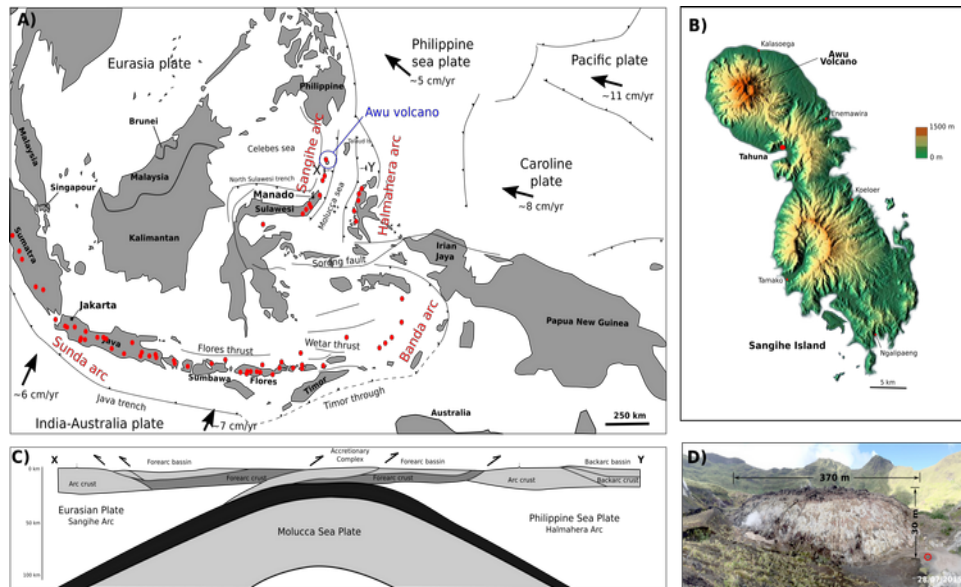 A)
Eurasia plate
Philippine
sea plate
~5 cm/yr
Pacific plate
~11 cm/yr
Philippine
Awu volcano
Brunei
Celebes sea
Sangihe arc
X
Y
Halmahera arc
Caroline
plate
~8 cm/yr
Malaysia
Malaysia
Singapour
North Sulawesi trench
Manado
Molucca sea
Sulawesi
Kalimantan
Sumatra
Sorong fault
Irian
Jaya
Jakarta
Java
Papua New Guinea
Banda arc
Flores thrust
Wetar thrust
Sunda arc
Sumbawa
Flores
Timor
~6 cm/yr
Java trench
Timor through
~7 cm/yr
Australia
250 km
India-Australia plate
B)
Kalasoega
Awu
Volcano
Enemawira
1500 m
0 m
Tahuna
Koeloer
Tamako
Sangihe Island
Ngalipaeng
5 km
C)
X
Forearc bassin
Accretionary
Complex
Forearc bassin
Backarc bassin
Y
0 km
Arc crust
Forearc crust
Forearc crust
Arc crust
Backarc crust
Eurasian Plate
Sangihe Arc
50 km
Molucca Sea Plate
Philippine Sea Plate
Halmahera Arc
100 km
D)
370 m
30 m